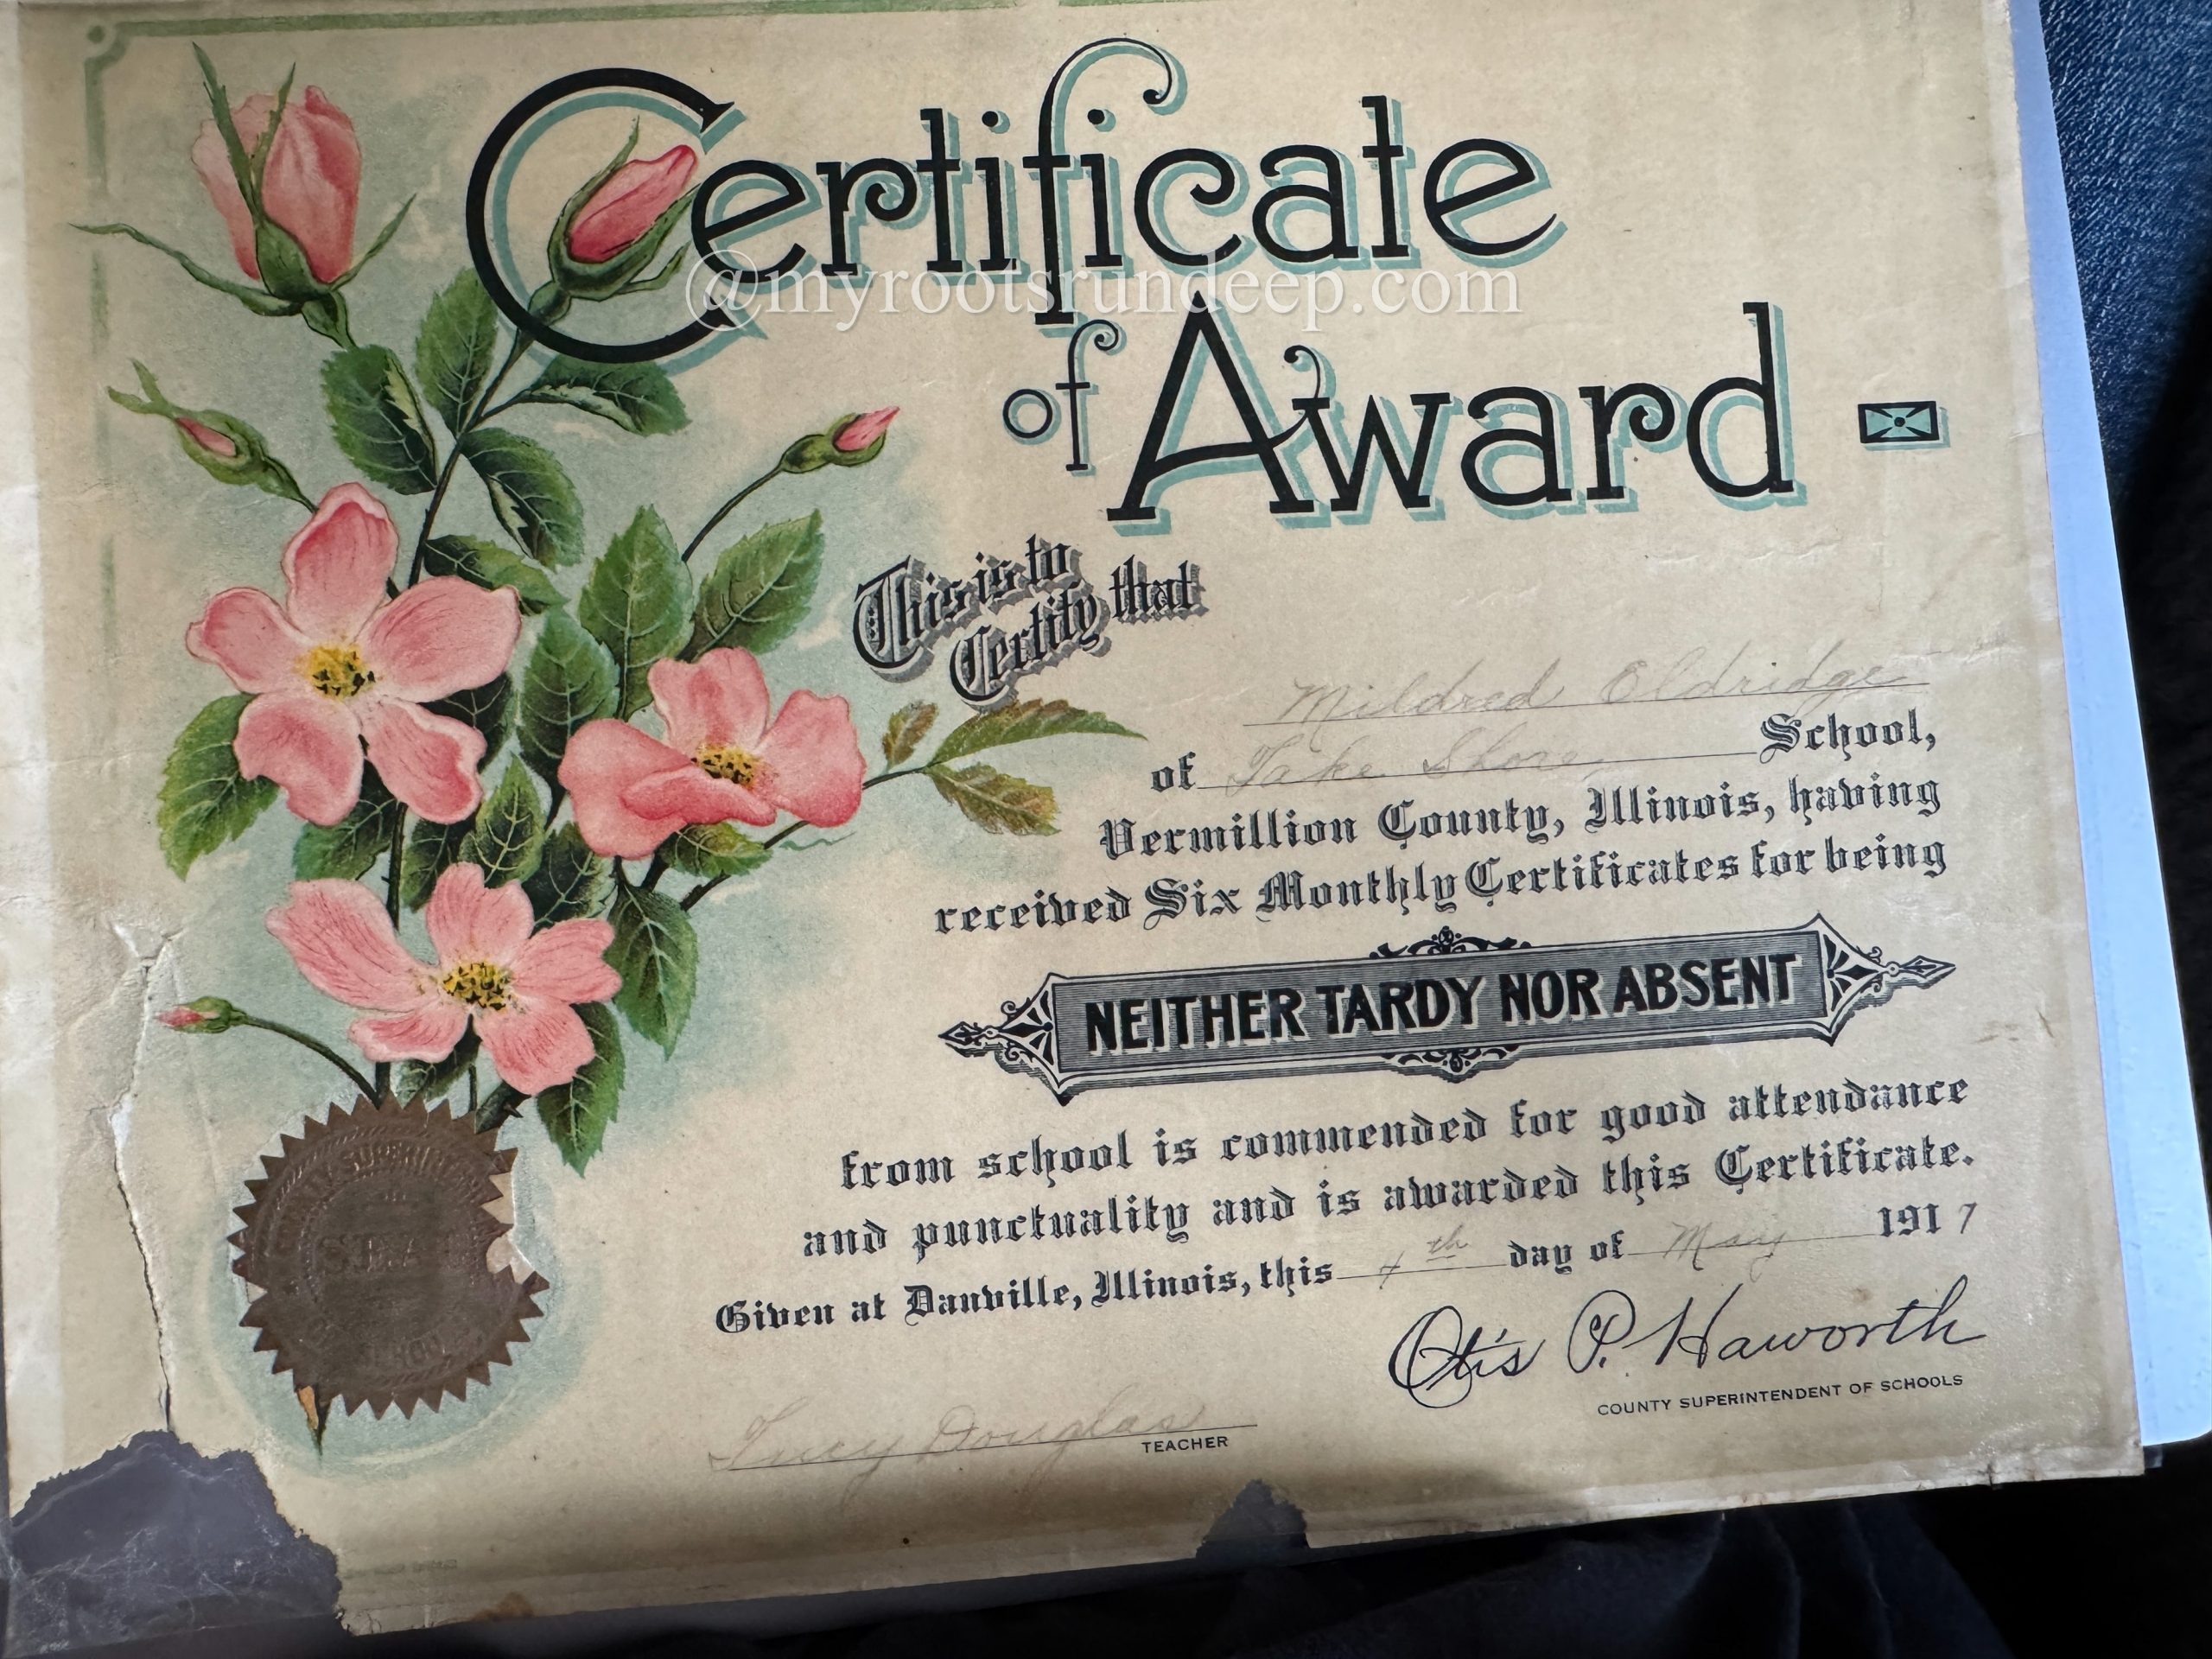 Certificate
@myrootsrundeep.com
of Award
This is to
Certify that
Mildred Eldridge
of Lake Shore School,
Vermillion County, Illinois, having
received Six Monthly Certificates for being
NEITHER TARDY NOR ABSENT
from school is commended for good attendance
and punctuality and is awarded this Certificate.
Given at Danville, Illinois, this 4th day of May 1917
Otis P. Haworth
COUNTY SUPERINTENDENT OF SCHOOLS
Lucy Douglas
TEACHER
SEAL